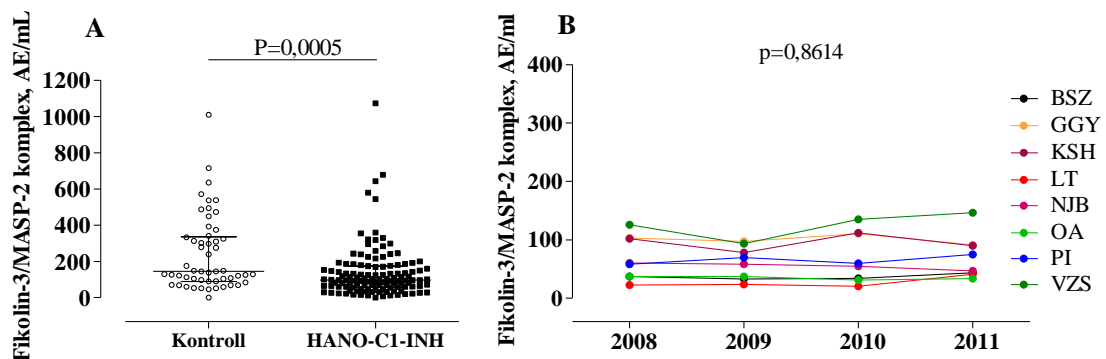 A
P=0,0005
Fikolin-3/MASP-2 komplex, AE/mL
1200
1000
800
600
400
200
0
Kontroll
HANO-C1-INH
B
p=0,8614
Fikolin-3/MASP-2 komplex, AE/ml
400
300
200
100
0
2008
2009
2010
2011
BSZ
GGY
KSH
LT
NJB
OA
PI
VZS